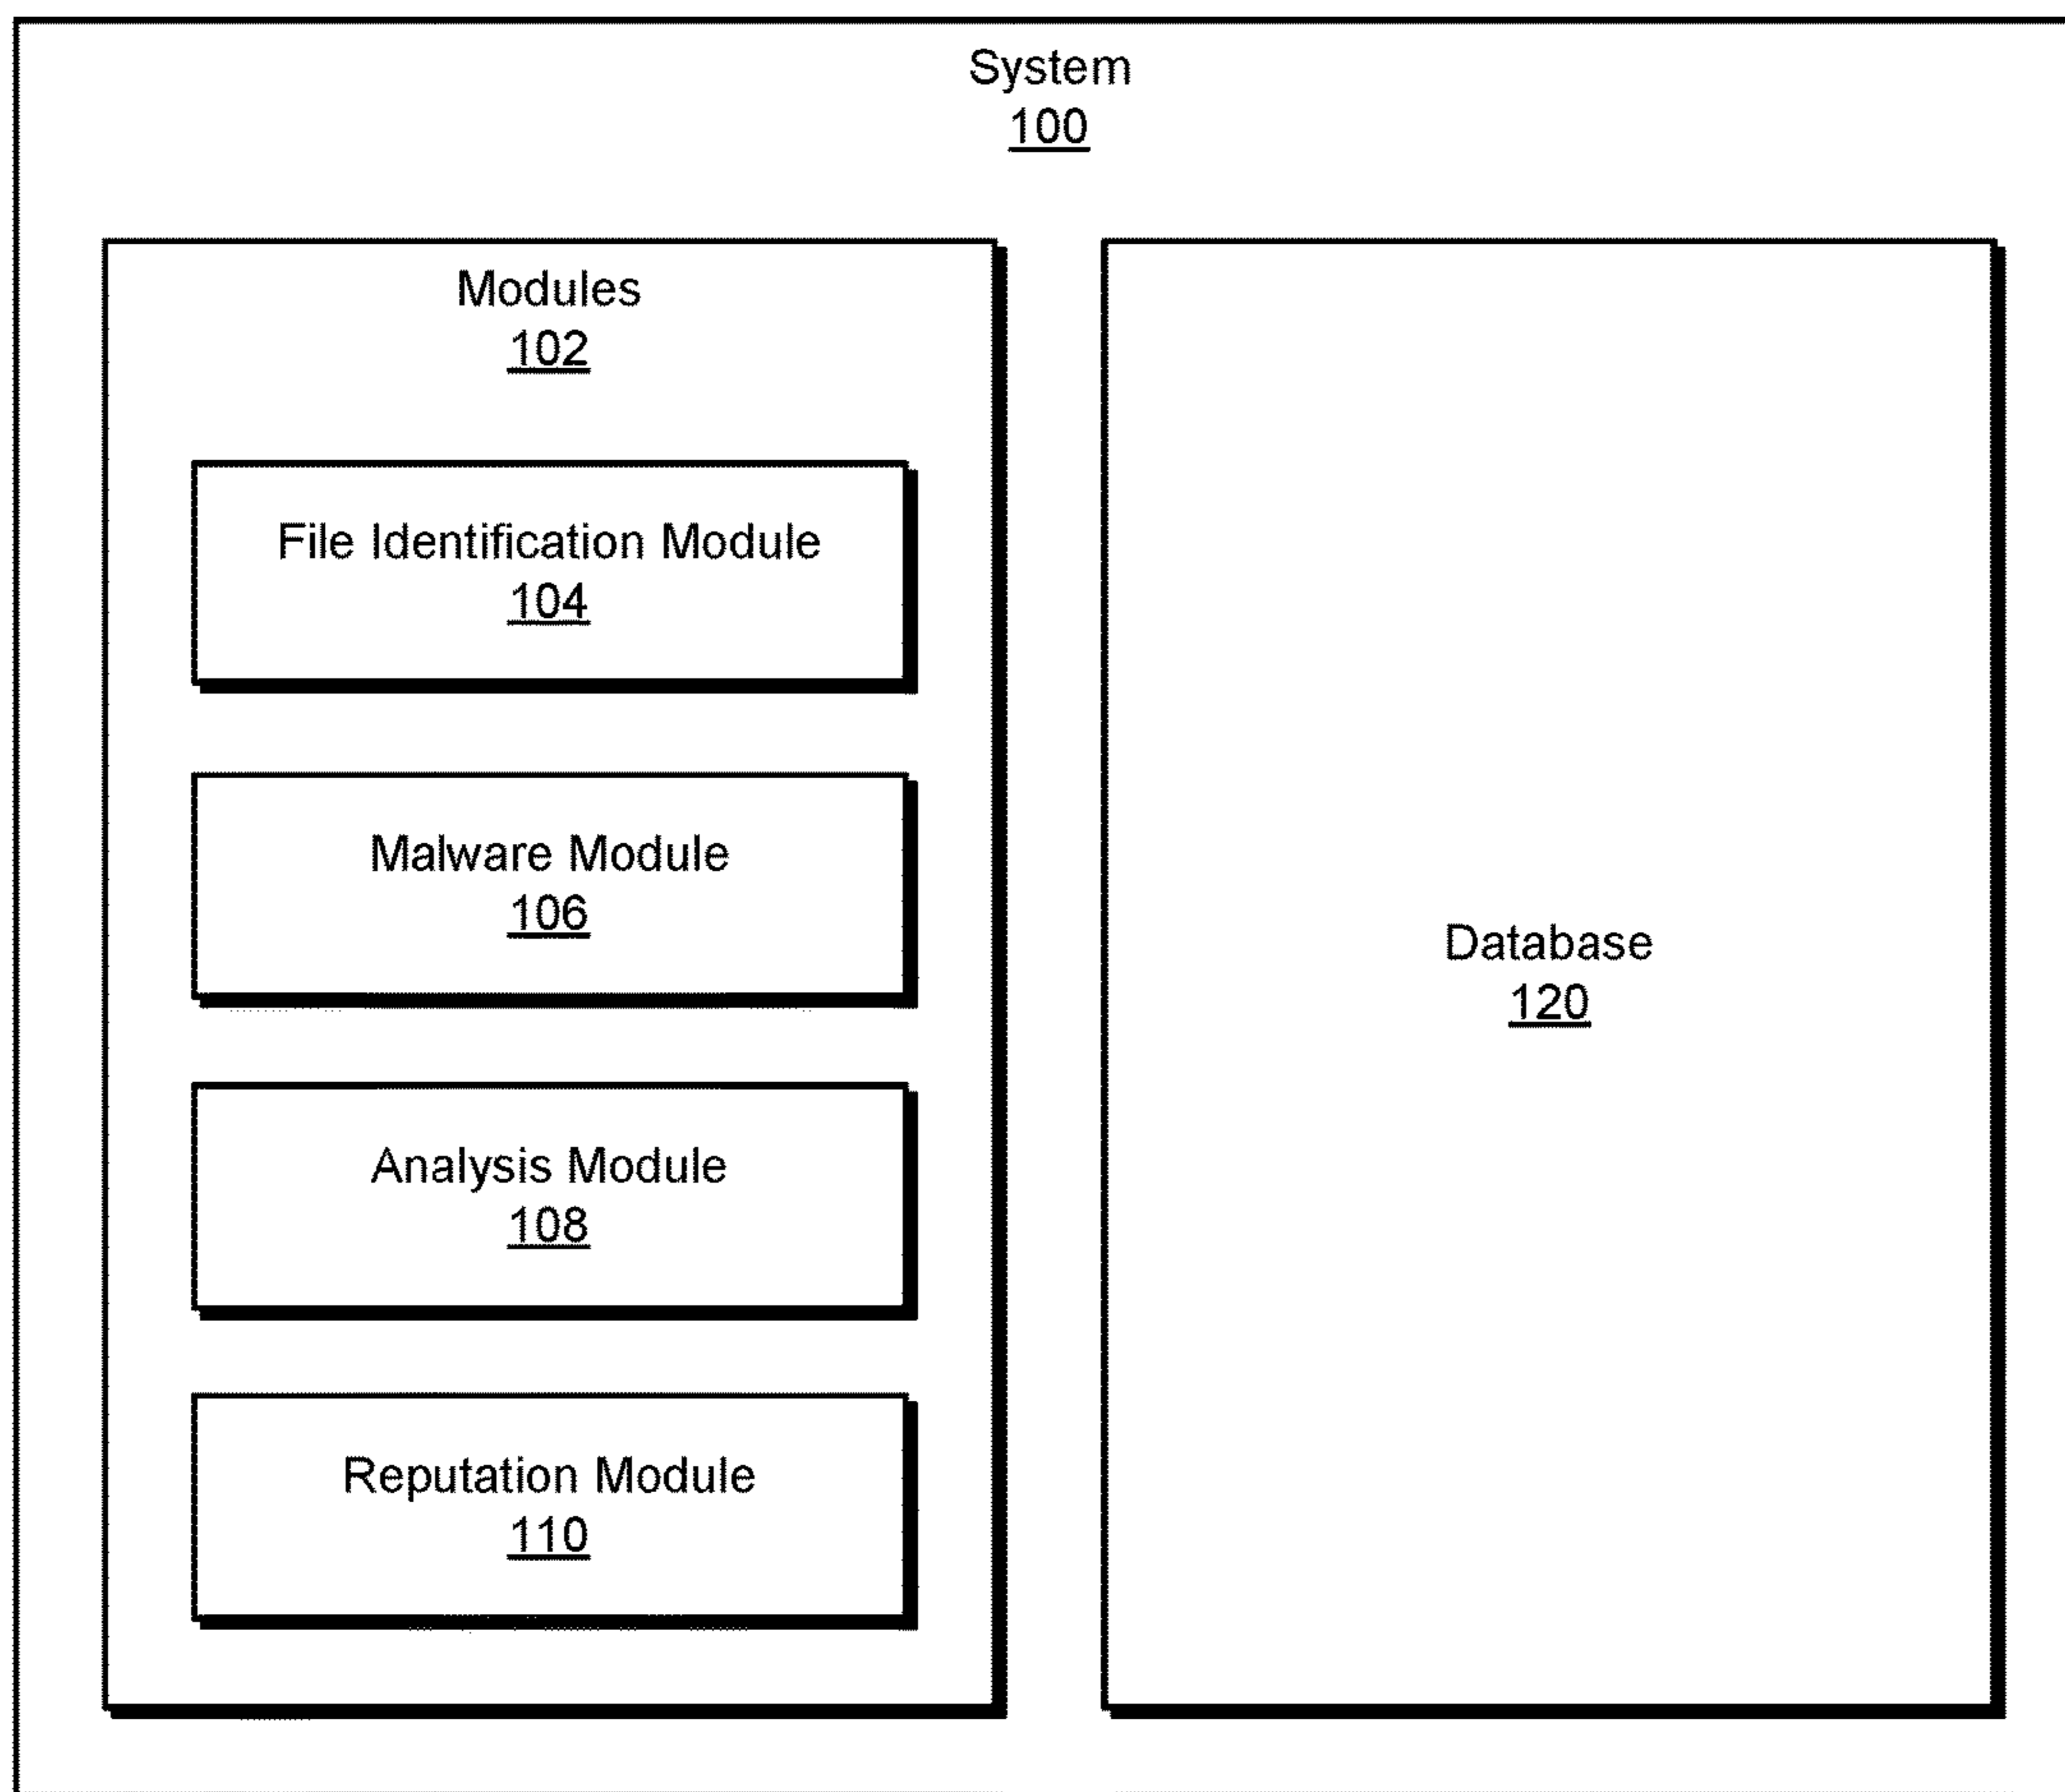 System
100
Modules
102
File Identification Module
104
Malware Module
106
Analysis Module
108
Reputation Module
110
Database
120